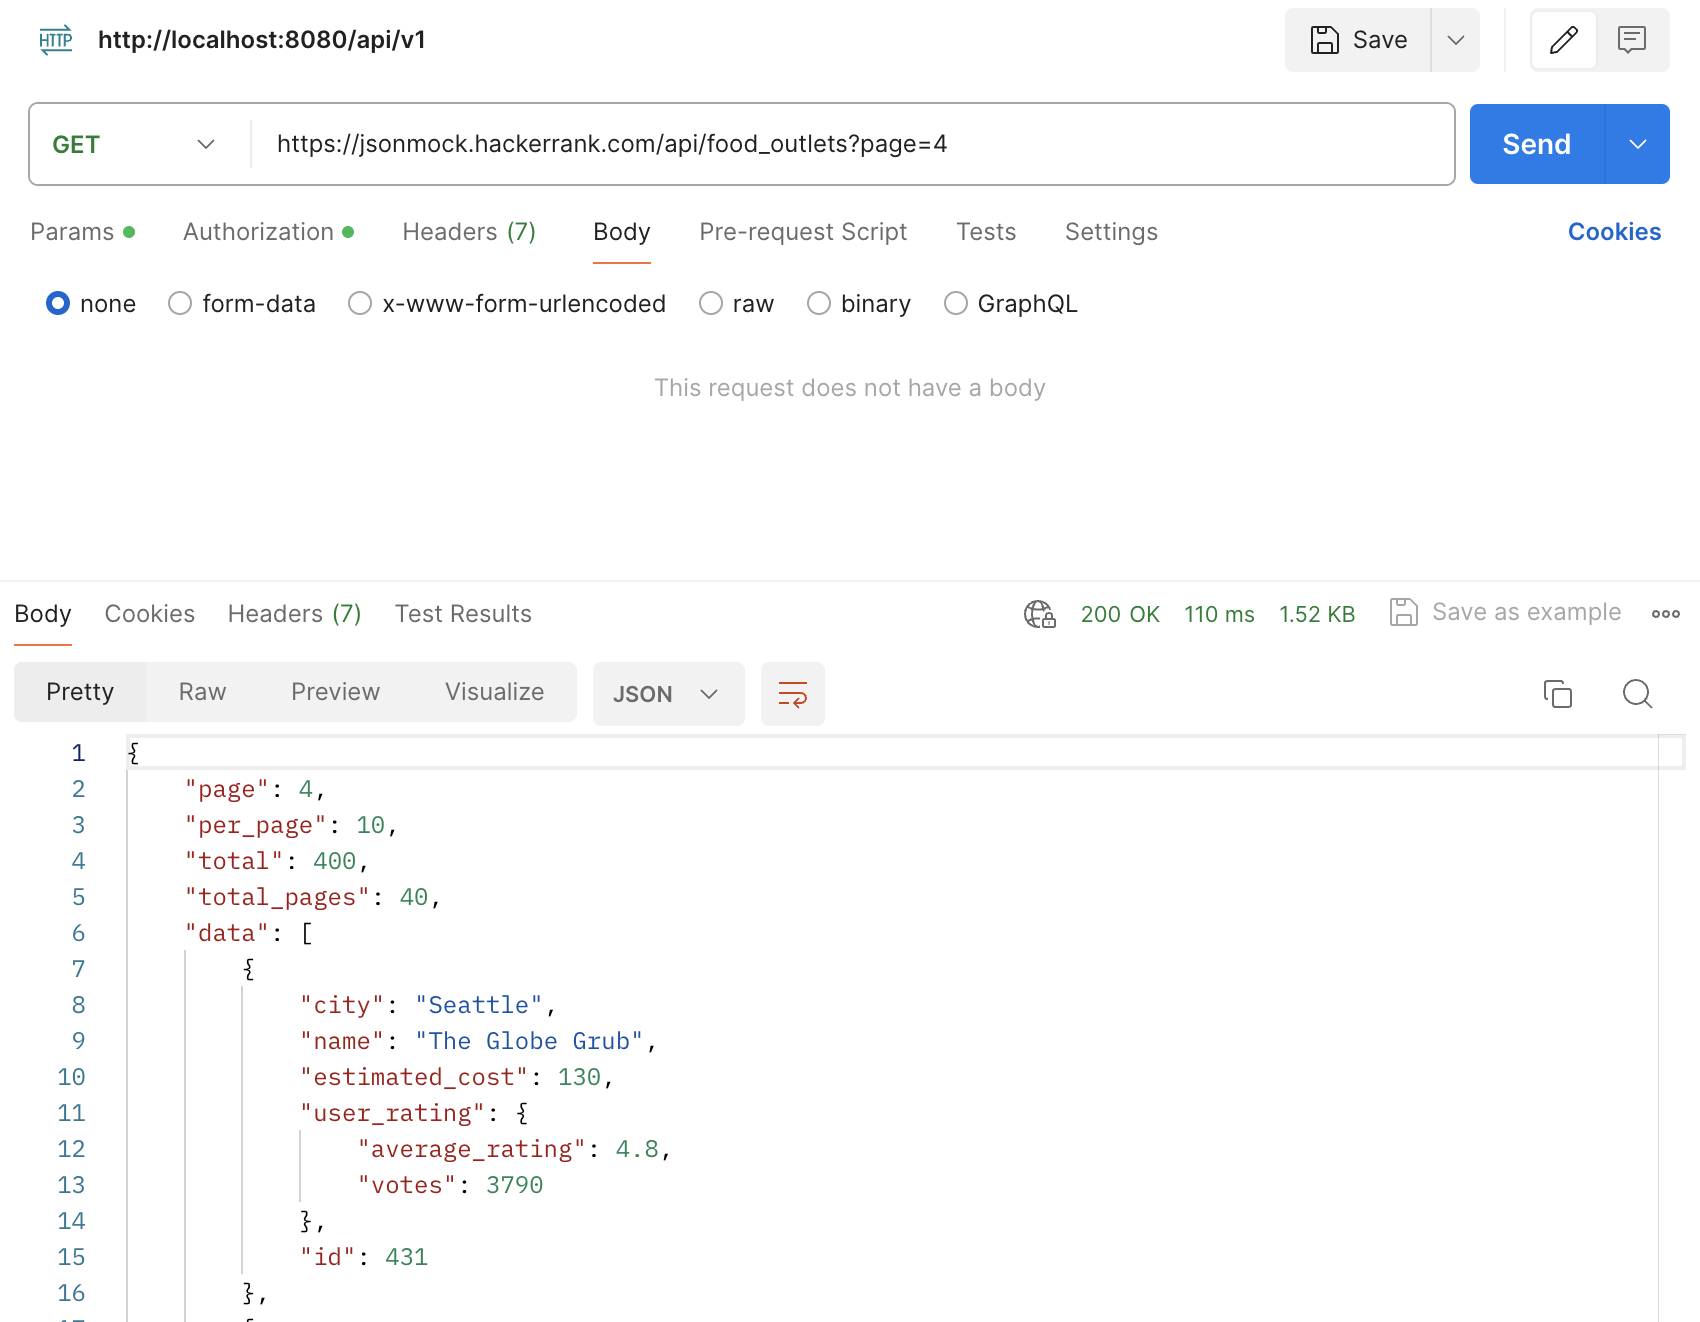 HTTP http://localhost:8080/api/v1 Save
GET https://jsonmock.hackerrank.com/api/food_outlets?page=4 Send
Params Authorization Headers (7) Body Pre-request Script Tests Settings Cookies
none form-data x-www-form-urlencoded raw binary GraphQL
This request does not have a body
Body Cookies Headers (7) Test Results 200 OK 110 ms 1.52 KB Save as example
Pretty Raw Preview Visualize JSON
1 {
2 "page": 4,
3 "per_page": 10,
4 "total": 400,
5 "total_pages": 40,
6 "data": [
7 {
8 "city": "Seattle",
9 "name": "The Globe Grub",
10 "estimated_cost": 130,
11 "user_rating": {
12 "average_rating": 4.8,
13 "votes": 3790
14 },
15 "id": 431
16 },